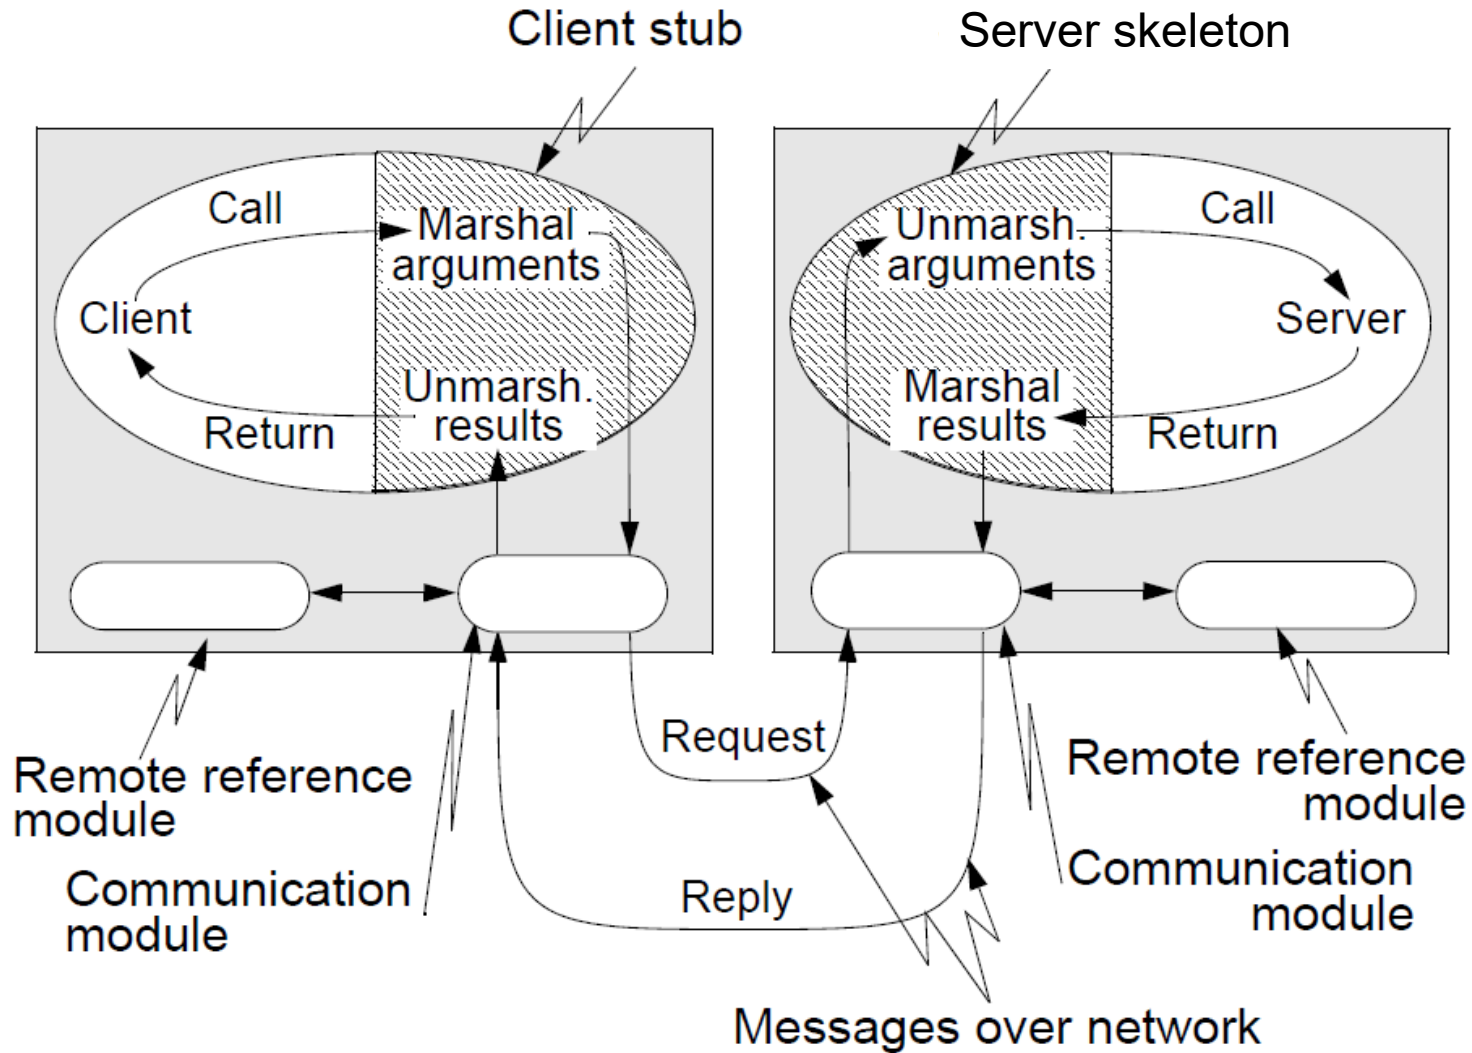 Client stub
Server skeleton
Call
Marshal
arguments
Client
Unmarsh.
results
Return
Unmarsh.
arguments
Call
Server
Marshal
results
Return
Request
Remote reference
module
Remote reference
module
Communication
module
Reply
Communication
module
Messages over network